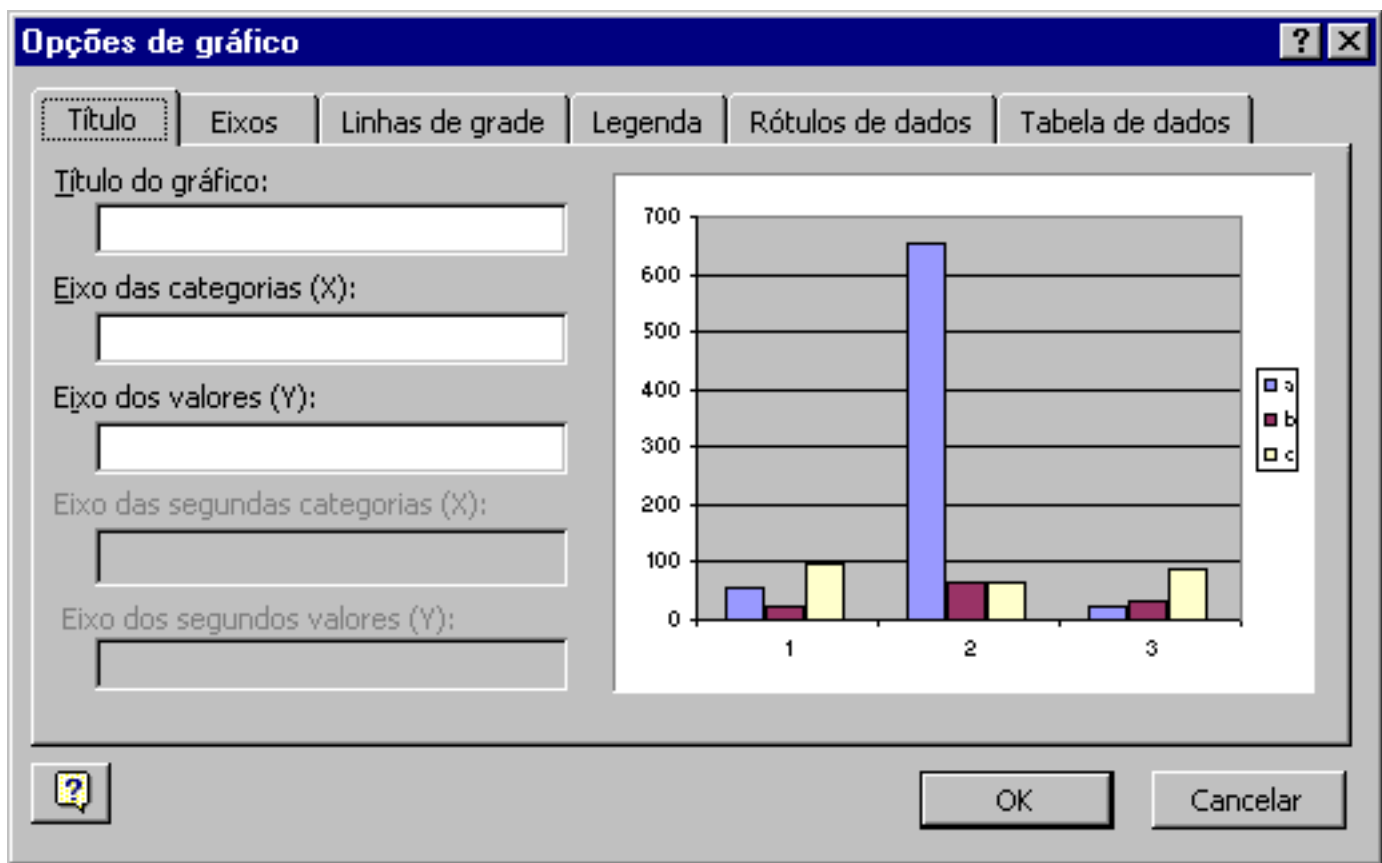 Opções de gráfico
Título Eixos Linhas de grade Legenda Rótulos de dados Tabela de dados
Título do gráfico:
Eixo das categorias (X):
Eixo dos valores (Y):
Eixo das segundas categorias (X):
Eixo dos segundos valores (Y):
700
600
500
400
300
200
100
0
1 2 3
a
b
c
OK Cancelar